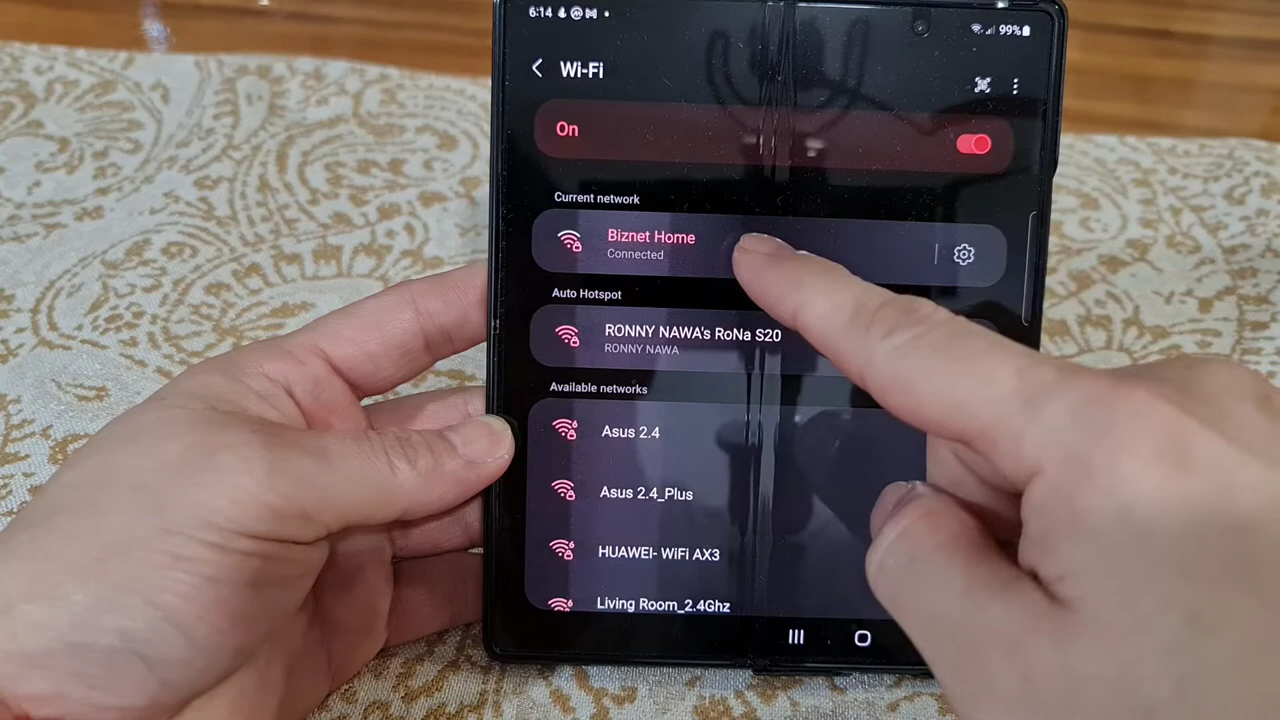 6:14
99%
Wi-Fi
On
Current network
Biznet Home
Connected
Auto Hotspot
RONNY NAWA's RoNa S20
RONNY NAWA
Available networks
Asus 2.4
Asus 2.4_Plus
HUAWEI- WiFi AX3
Living Room_2.4Ghz